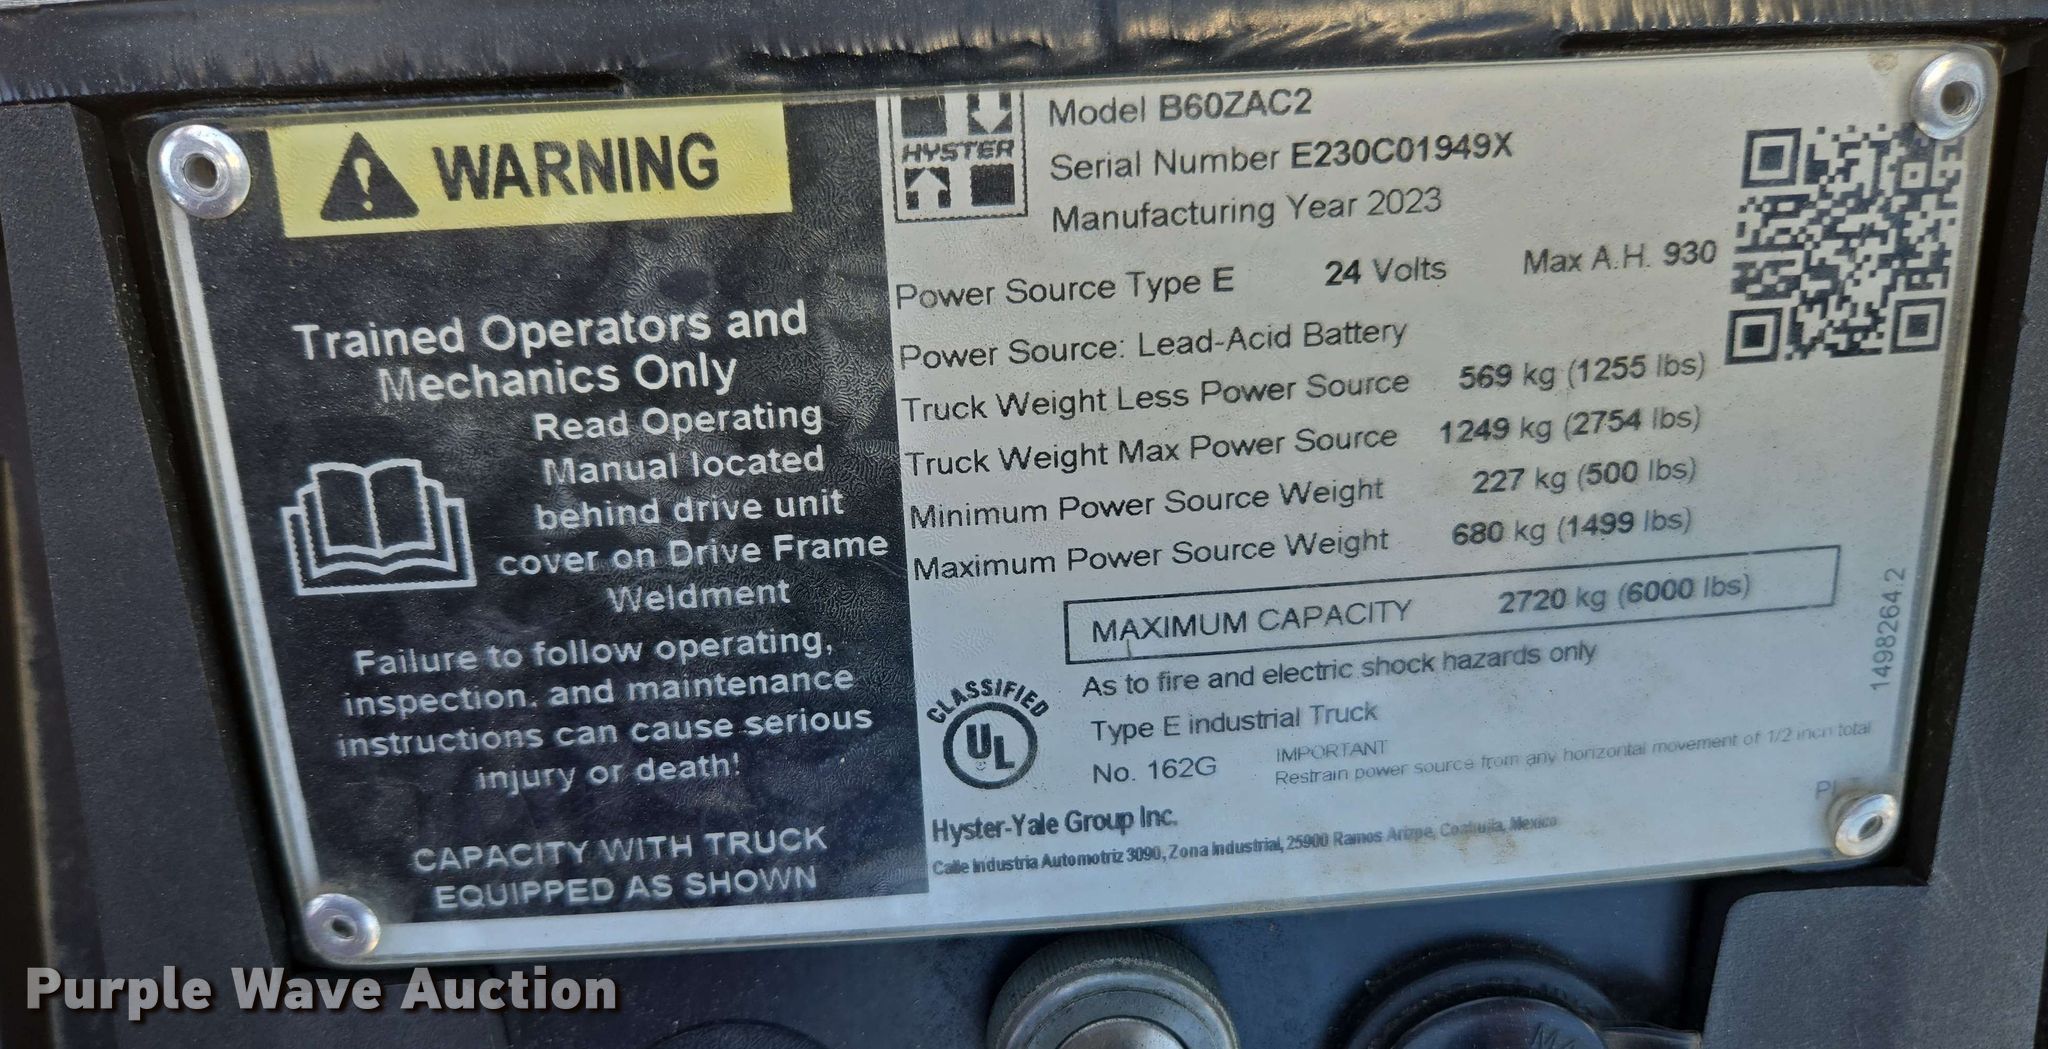 WARNING
Trained Operators and
Mechanics Only
Read Operating
Manual located
behind drive unit
cover on Drive Frame
Weldment
Failure to follow operating,
inspection, and maintenance
instructions can cause serious
injury or death!
CAPACITY WITH TRUCK
EQUIPPED AS SHOWN
HYSTER
Model B60ZAC2
Serial Number E230C01949X
Manufacturing Year 2023
Power Source Type E 24 Volts Max A.H. 930
Power Source: Lead-Acid Battery
Truck Weight Less Power Source 569 kg (1255 lbs)
Truck Weight Max Power Source 1249 kg (2754 lbs)
Minimum Power Source Weight 227 kg (500 lbs)
Maximum Power Source Weight 680 kg (1499 lbs)
MAXIMUM CAPACITY 2720 kg (6000 lbs)
As to fire and electric shock hazards only
CLASSIFIED
UL
Type E industrial Truck
No. 162G
IMPORTANT
Restrain power source from any horizontal movement of 1/2 inch total
Hyster-Yale Group Inc.
Calle Industria Automotriz 3090, Zona Industrial, 25900 Ramos Arizpe, Coahuila, Mexico
Purple Wave Auction